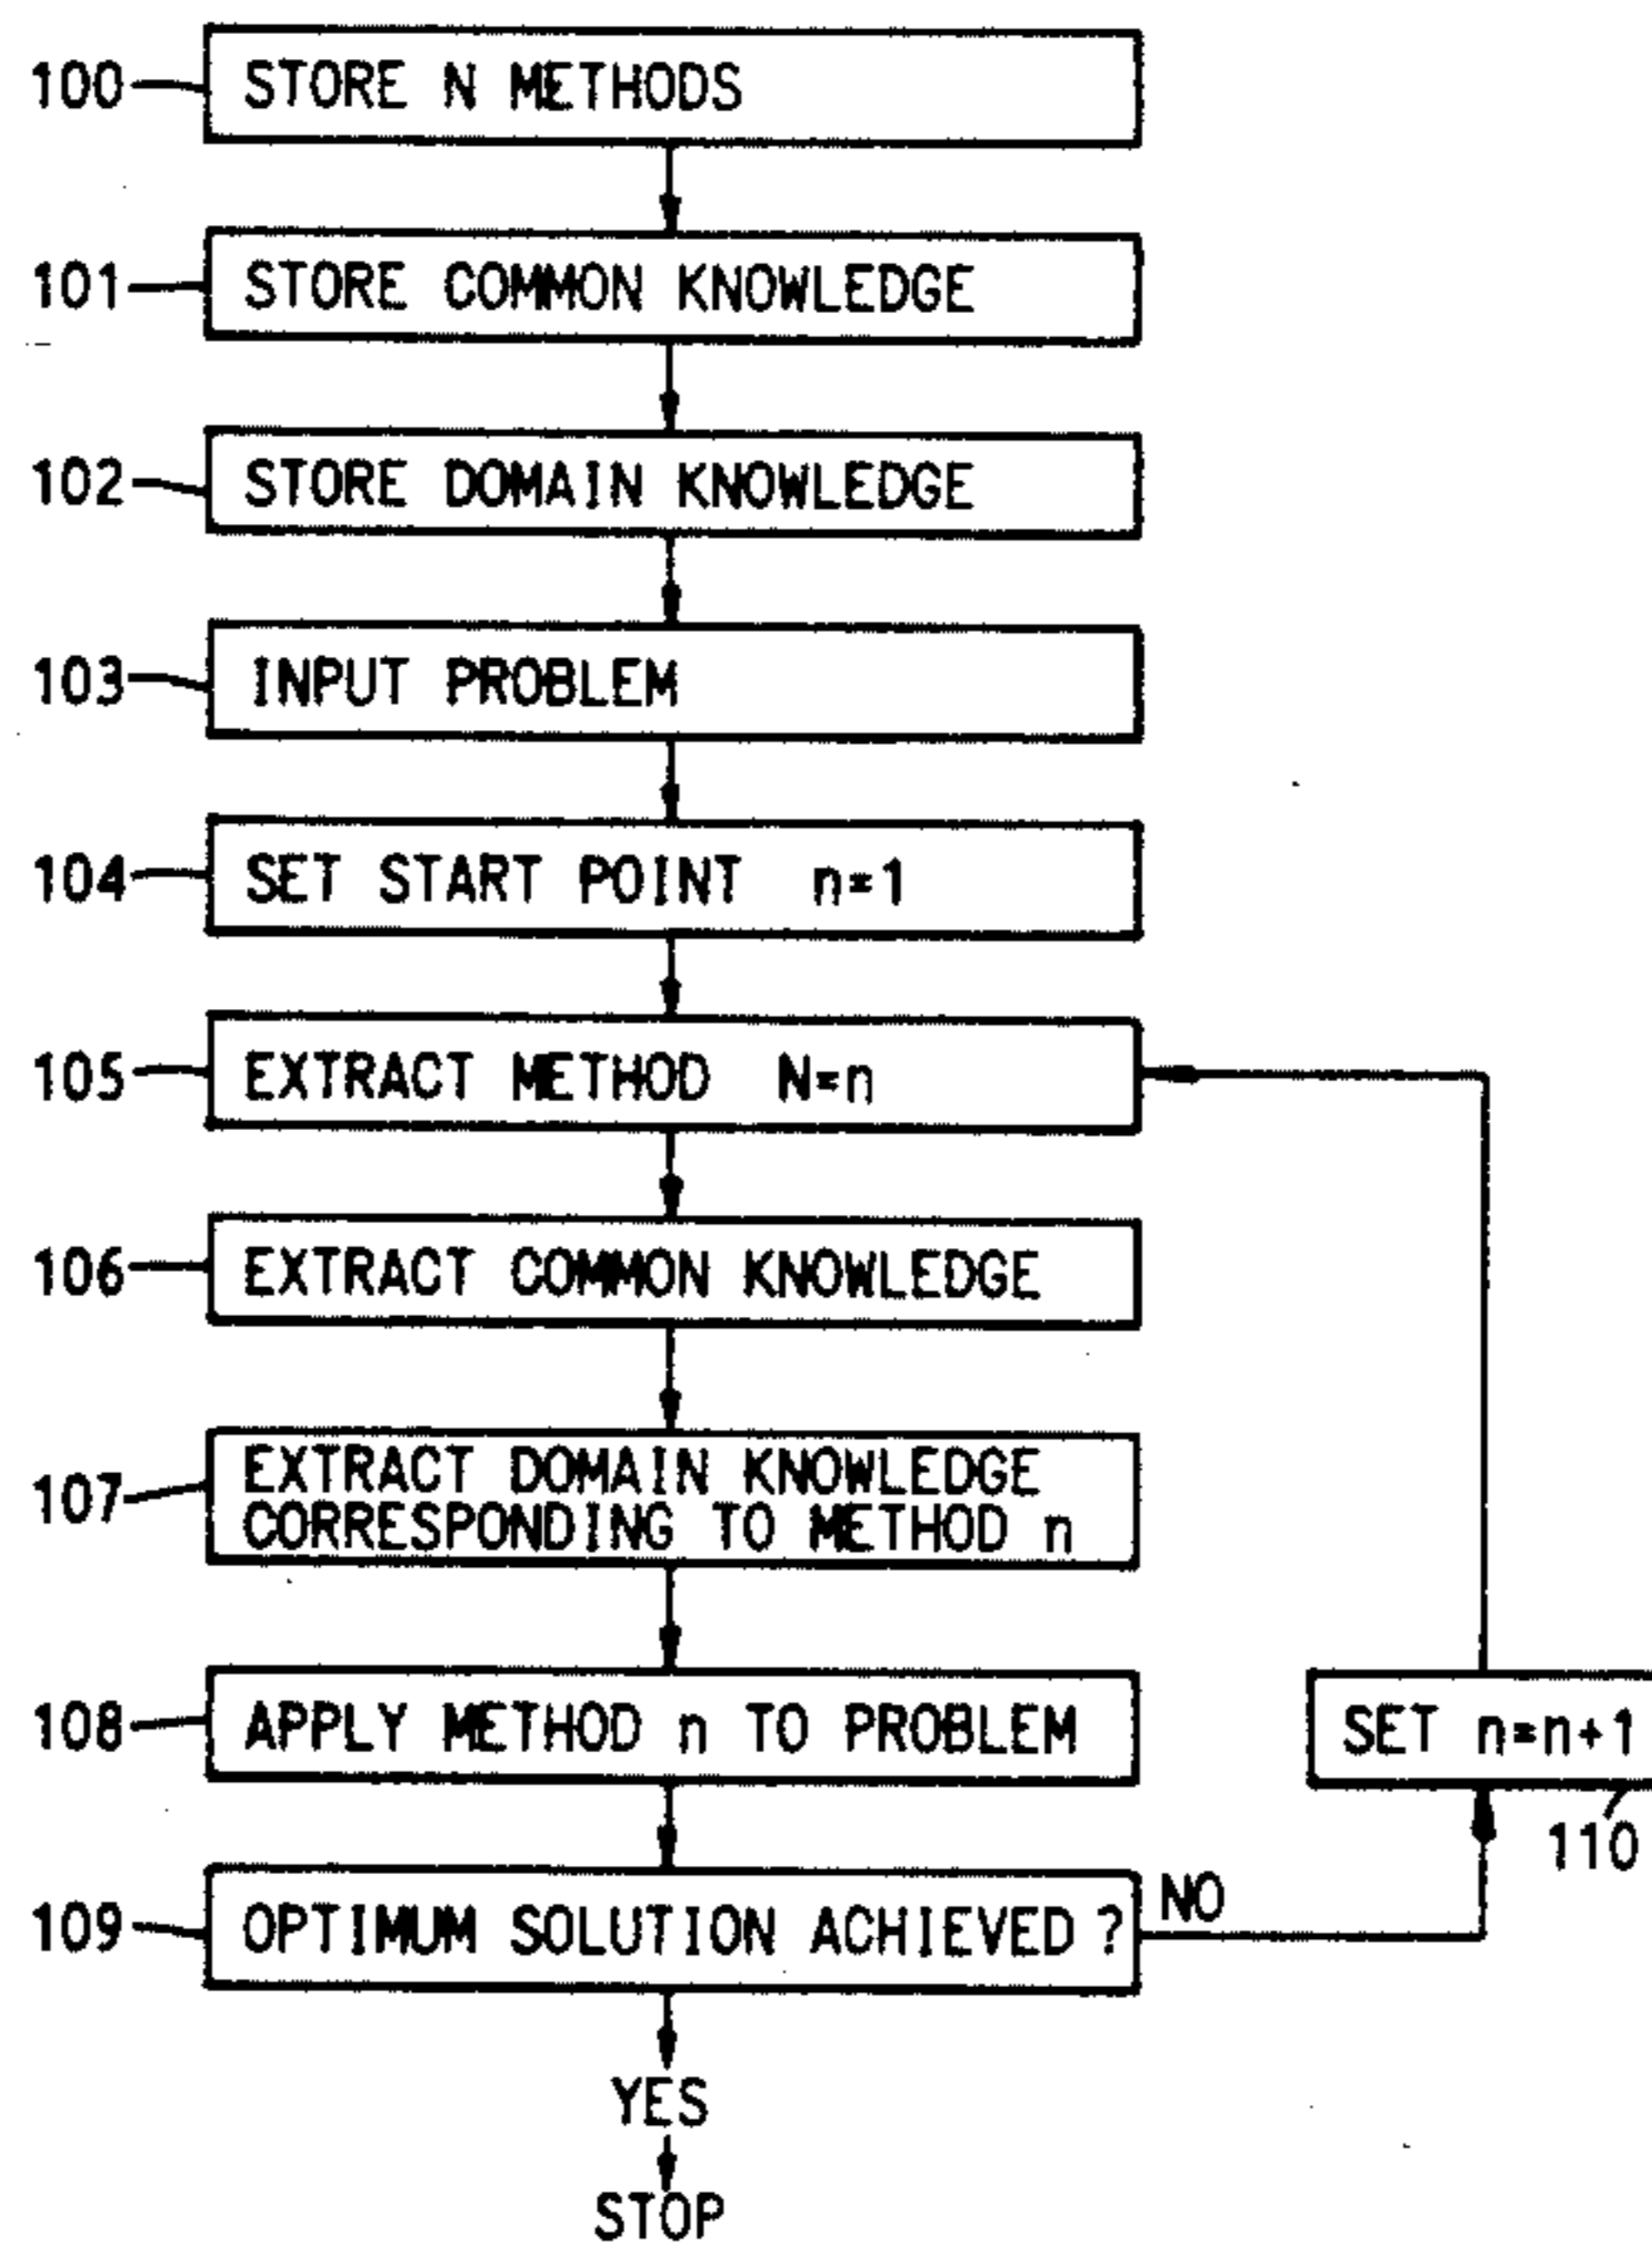 100 STORE N METHODS
101 STORE COMMON KNOWLEDGE
102 STORE DOMAIN KNOWLEDGE
103 INPUT PROBLEM
104 SET START POINT n=1
105 EXTRACT METHOD N=n
106 EXTRACT COMMON KNOWLEDGE
107 EXTRACT DOMAIN KNOWLEDGE
CORRESPONDING TO METHOD n
108 APPLY METHOD n TO PROBLEM
SET n=n+1
110
109 OPTIMUM SOLUTION ACHIEVED ? NO
YES
STOP